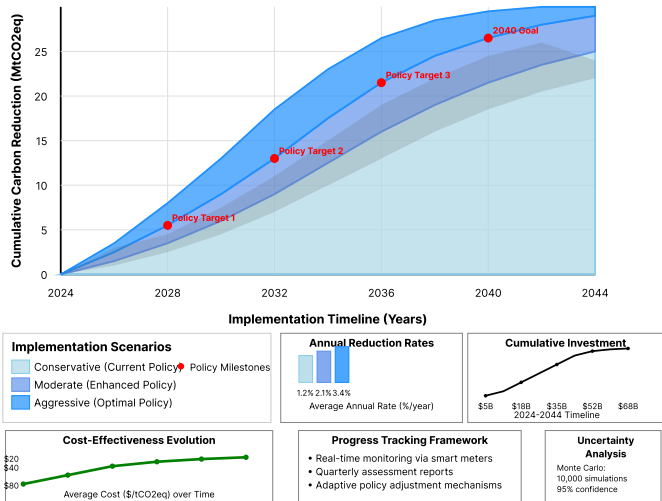 Cumulative Carbon Reduction (MtCO2eq)
25
20
15
10
5
0
2040 Goal
Policy Target 3
Policy Target 2
Policy Target 1
2024
2028
2032
2036
2040
2044
Implementation Timeline (Years)
Implementation Scenarios
Conservative (Current Policy)
Policy Milestones
Moderate (Enhanced Policy)
Aggressive (Optimal Policy)
Annual Reduction Rates
1.2%
2.1%
3.4%
Average Annual Rate (%/year)
Cumulative Investment
$5B
$18B
$35B
$52B
$68B
2024-2044 Timeline
Cost-Effectiveness Evolution
$20
$40
$80
Average Cost ($/tCO2eq) over Time
Progress Tracking Framework
• Real-time monitoring via smart meters
• Quarterly assessment reports
• Adaptive policy adjustment mechanisms
Uncertainty
Analysis
Monte Carlo:
10,000 simulations
95% confidence